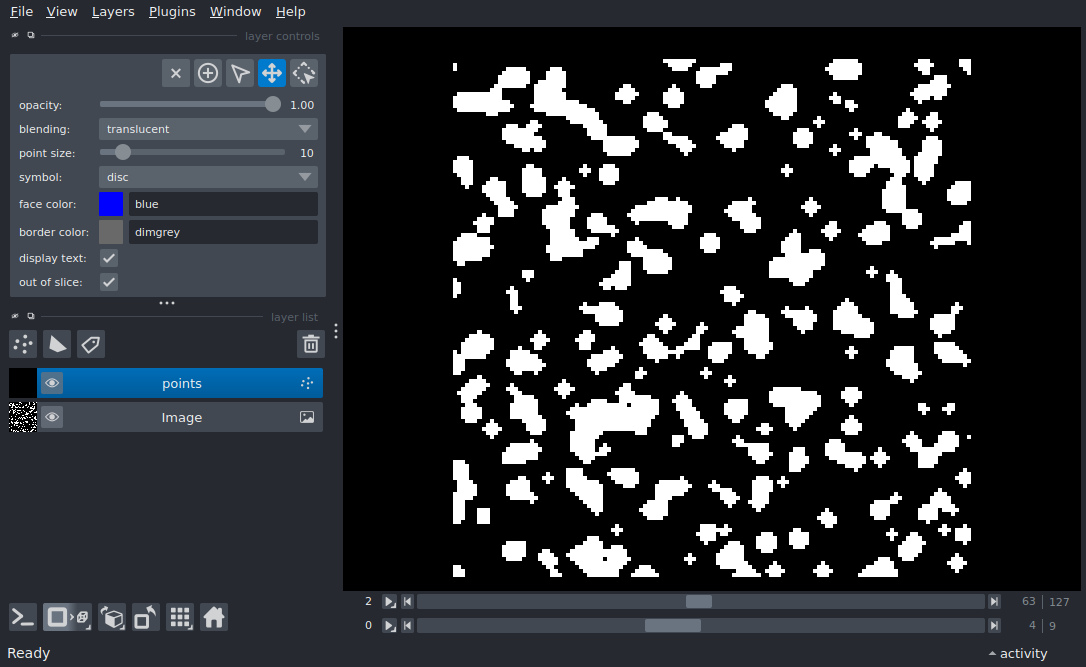 File View Layers Plugins Window Help
layer controls
opacity: 1.00
blending: translucent
point size: 10
symbol: disc
face color: blue
border color: dimgrey
display text:
out of slice:
layer list
points
Image
2 63 | 127
0 4 | 9
Ready activity